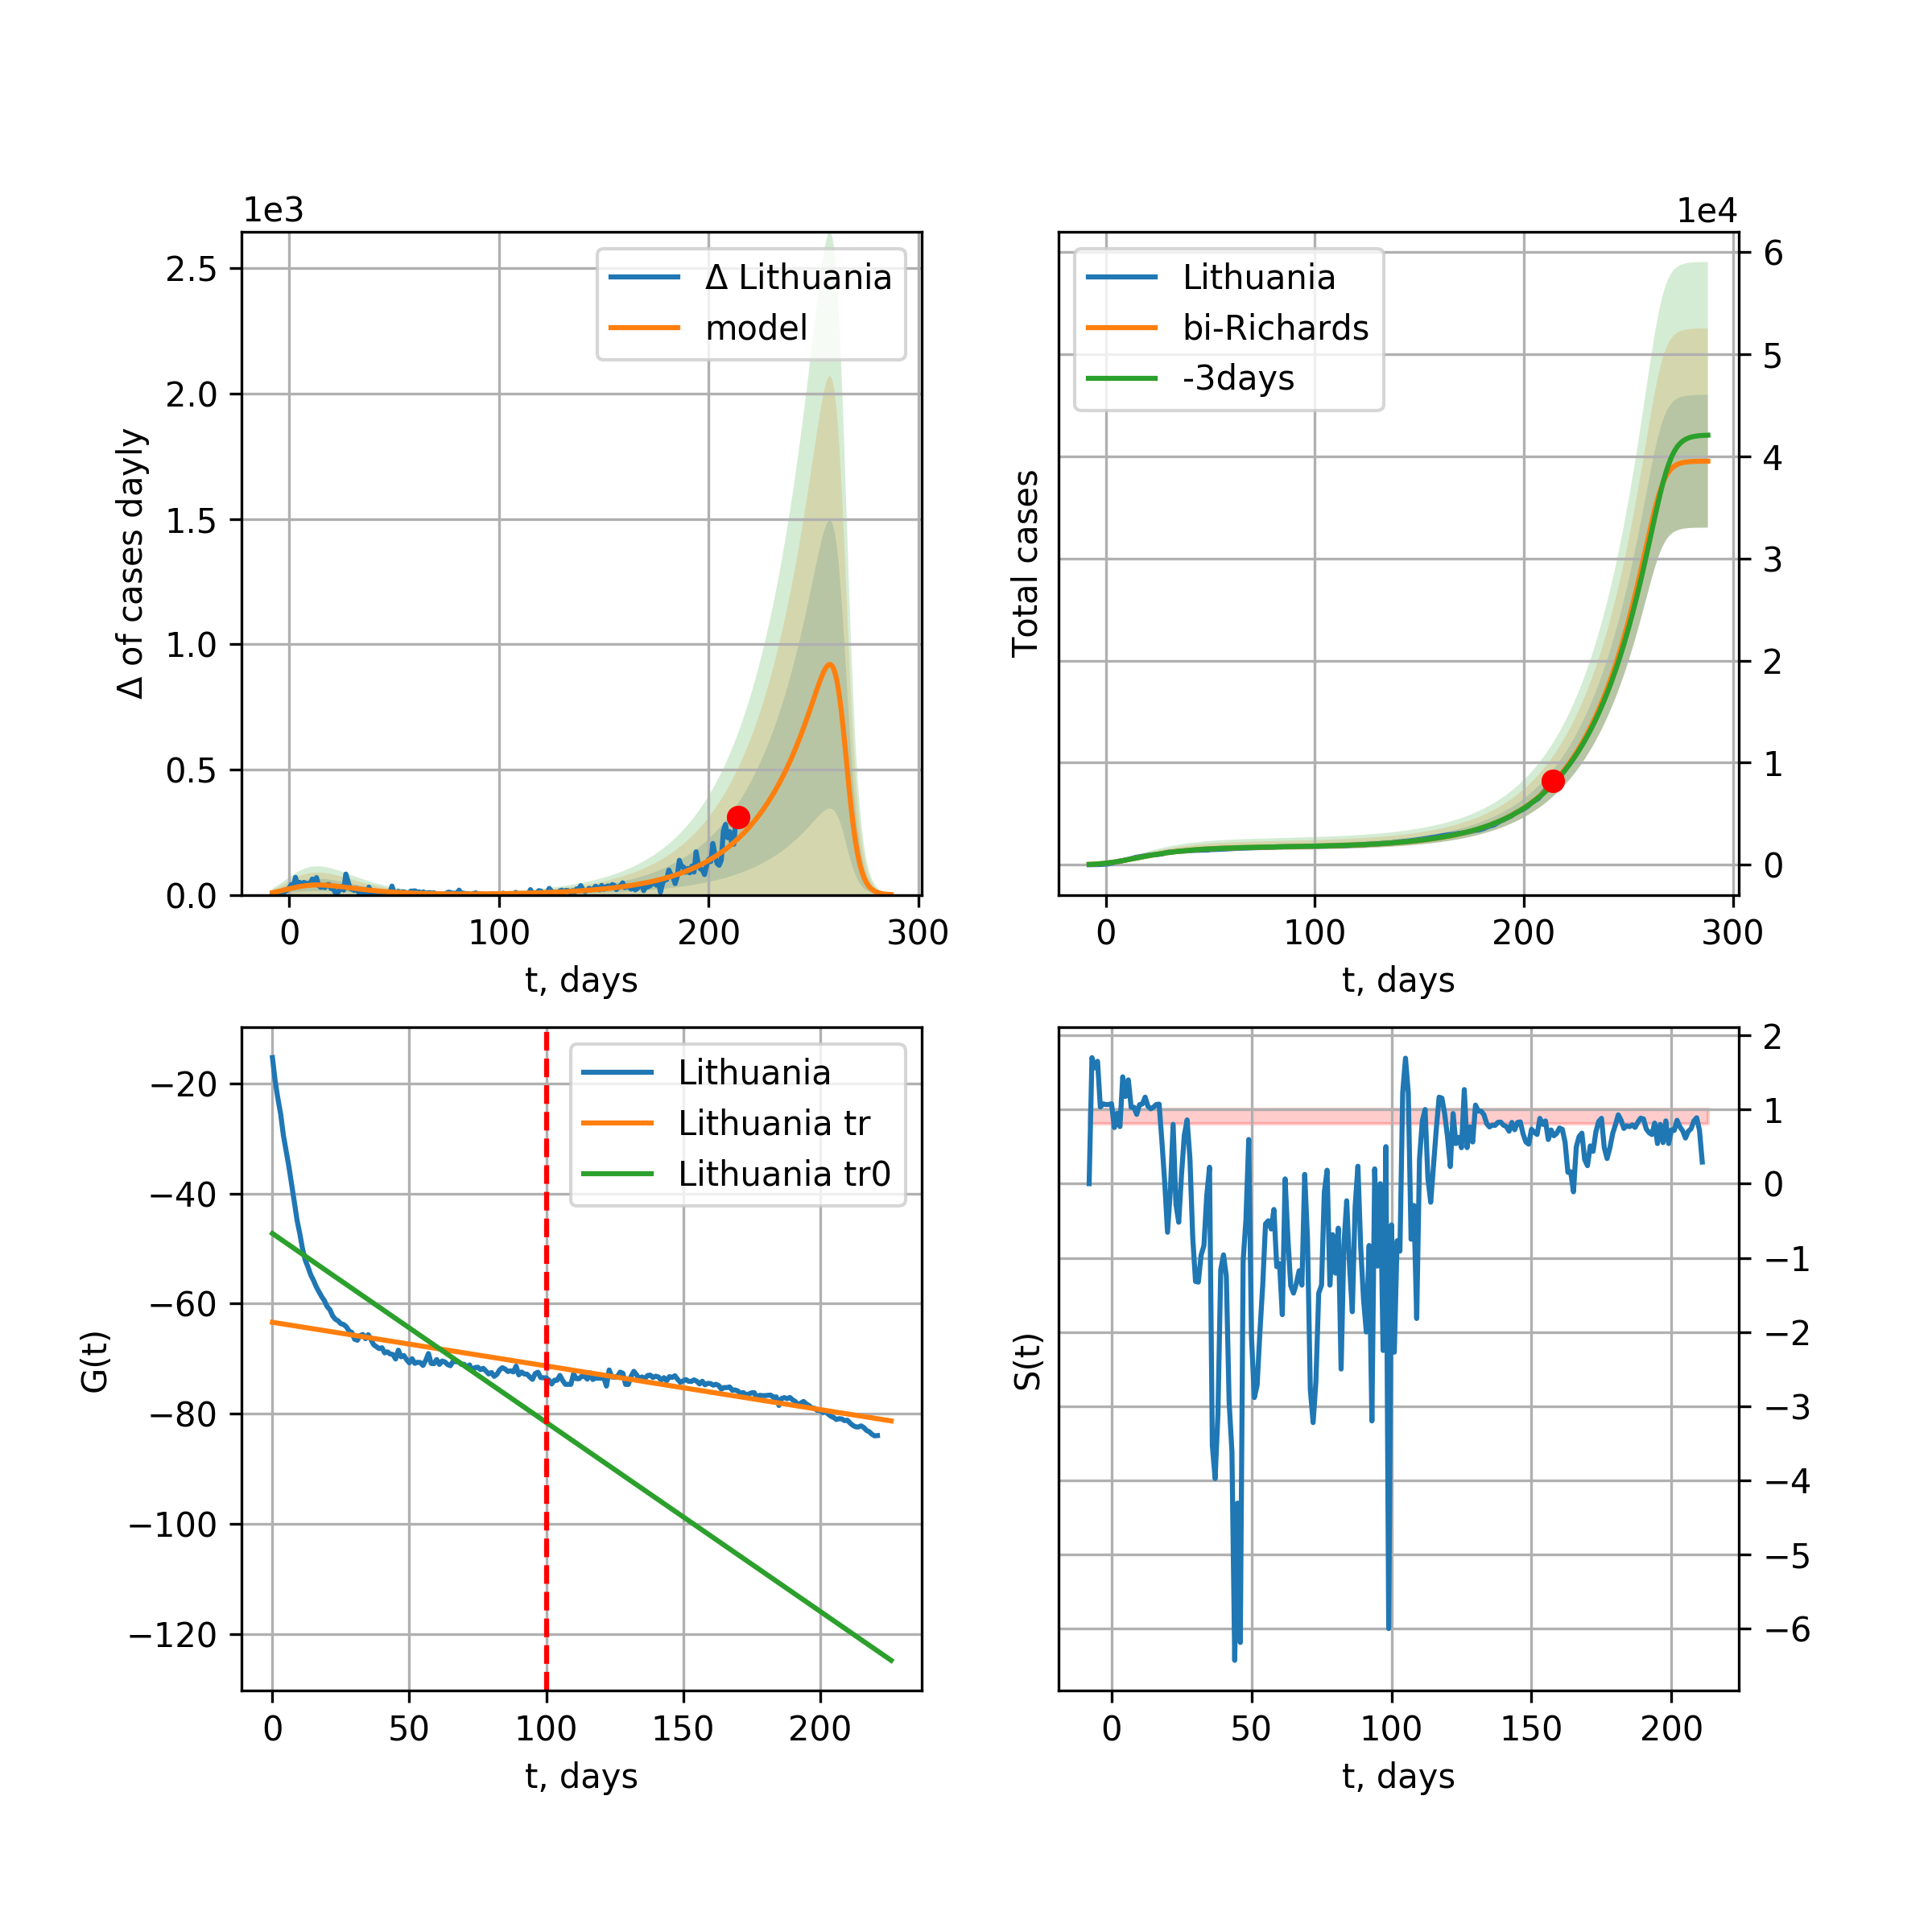 1e3
2.5
2.0
1.5
1.0
0.5
0.0
Δ of cases dayly
Δ Lithuania
model
0 100 200 300
t, days
1e4
6
5
4
3
2
1
0
Total cases
Lithuania
bi-Richards
-3days
0 100 200 300
t, days
−20
−40
−60
−80
−100
−120
G(t)
Lithuania
Lithuania tr
Lithuania tr0
0 50 100 150 200
t, days
2
1
0
−1
−2
−3
−4
−5
−6
S(t)
0 50 100 150 200
t, days